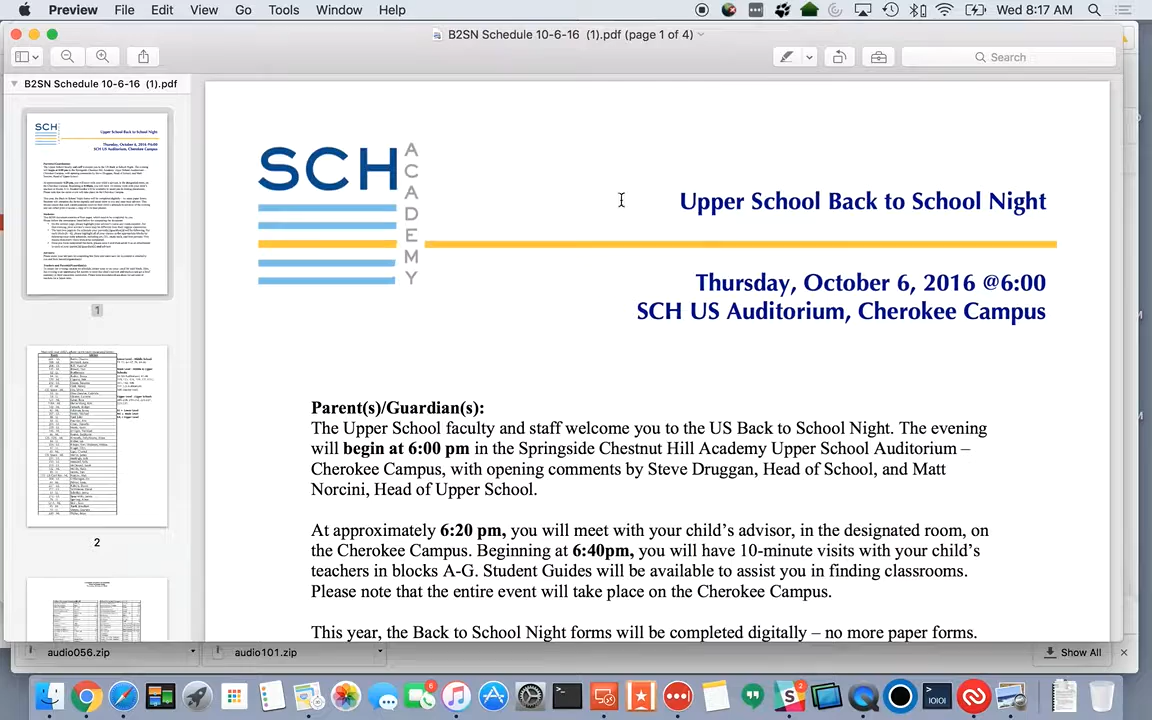 Preview File Edit View Go Tools Window Help Wed 8:17 AM
B2SN Schedule 10-6-16 (1).pdf (page 1 of 4)
Search
B2SN Schedule 10-6-16 (1).pdf
1
2
SCH
ACADEMY
Upper School Back to School Night
Thursday, October 6, 2016 @6:00
SCH US Auditorium, Cherokee Campus
Parent(s)/Guardian(s):
The Upper School faculty and staff welcome you to the US Back to School Night. The evening
will begin at 6:00 pm in the Springside Chestnut Hill Academy Upper School Auditorium –
Cherokee Campus, with opening comments by Steve Druggan, Head of School, and Matt
Norcini, Head of Upper School.
At approximately 6:20 pm, you will meet with your child's advisor, in the designated room, on
the Cherokee Campus. Beginning at 6:40pm, you will have 10-minute visits with your child's
teachers in blocks A-G. Student Guides will be available to assist you in finding classrooms.
Please note that the entire event will take place on the Cherokee Campus.
This year, the Back to School Night forms will be completed digitally – no more paper forms.
audio056.zip
audio101.zip
Show All